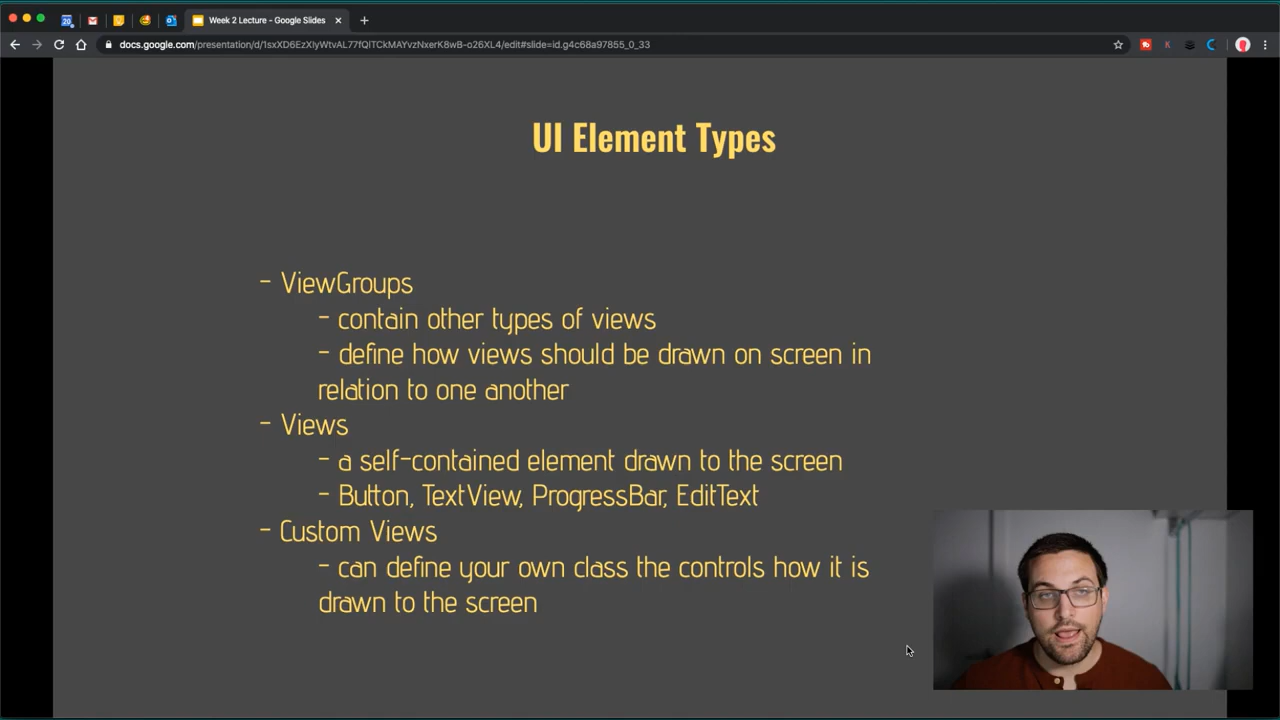 20
Week 2 Lecture - Google Slides
docs.google.com/presentation/d/1sxXD6EzXIyWtvAL77fQITCkMAYvzNxerK8wB-o26XL4/edit#slide=id.g4c68a97855_0_33
UI Element Types
- ViewGroups
- contain other types of views
- define how views should be drawn on screen in
relation to one another
- Views
- a self-contained element drawn to the screen
- Button, TextView, ProgressBar, EditText
- Custom Views
- can define your own class the controls how it is
drawn to the screen